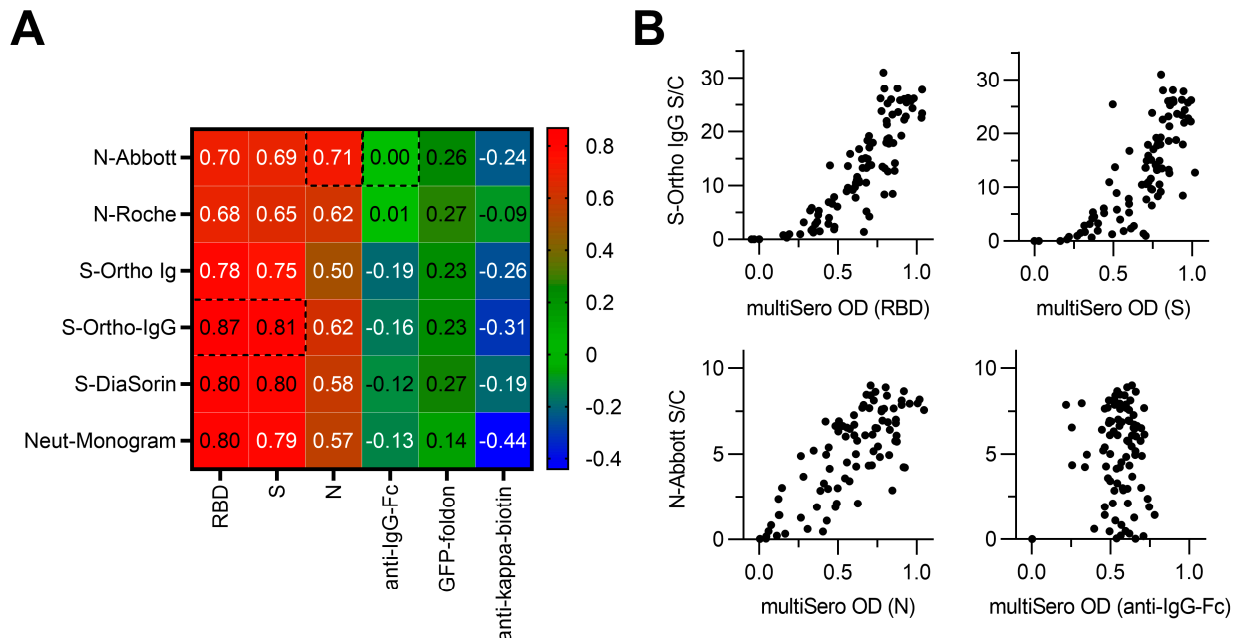 A
N-Abbott 0.70 0.69 0.71 0.00 0.26 -0.24
N-Roche 0.68 0.65 0.62 0.01 0.27 -0.09
S-Ortho Ig 0.78 0.75 0.50 -0.19 0.23 -0.26
S-Ortho-IgG 0.87 0.81 0.62 -0.16 0.23 -0.31
S-DiaSorin 0.80 0.80 0.58 -0.12 0.27 -0.19
Neut-Monogram 0.80 0.79 0.57 -0.13 0.14 -0.44
RBD
S
N
anti-IgG-Fc
GFP-foldon
anti-kappa-biotin
0.8
0.6
0.4
0.2
0
-0.2
-0.4
B
S-Ortho IgG S/C
30
20
10
0
0.0 0.5 1.0
multiSero OD (RBD)
30
20
10
0
0.0 0.5 1.0
multiSero OD (S)
N-Abbott S/C
10
5
0
0.0 0.5 1.0
multiSero OD (N)
10
5
0
0.0 0.5 1.0
multiSero OD (anti-IgG-Fc)